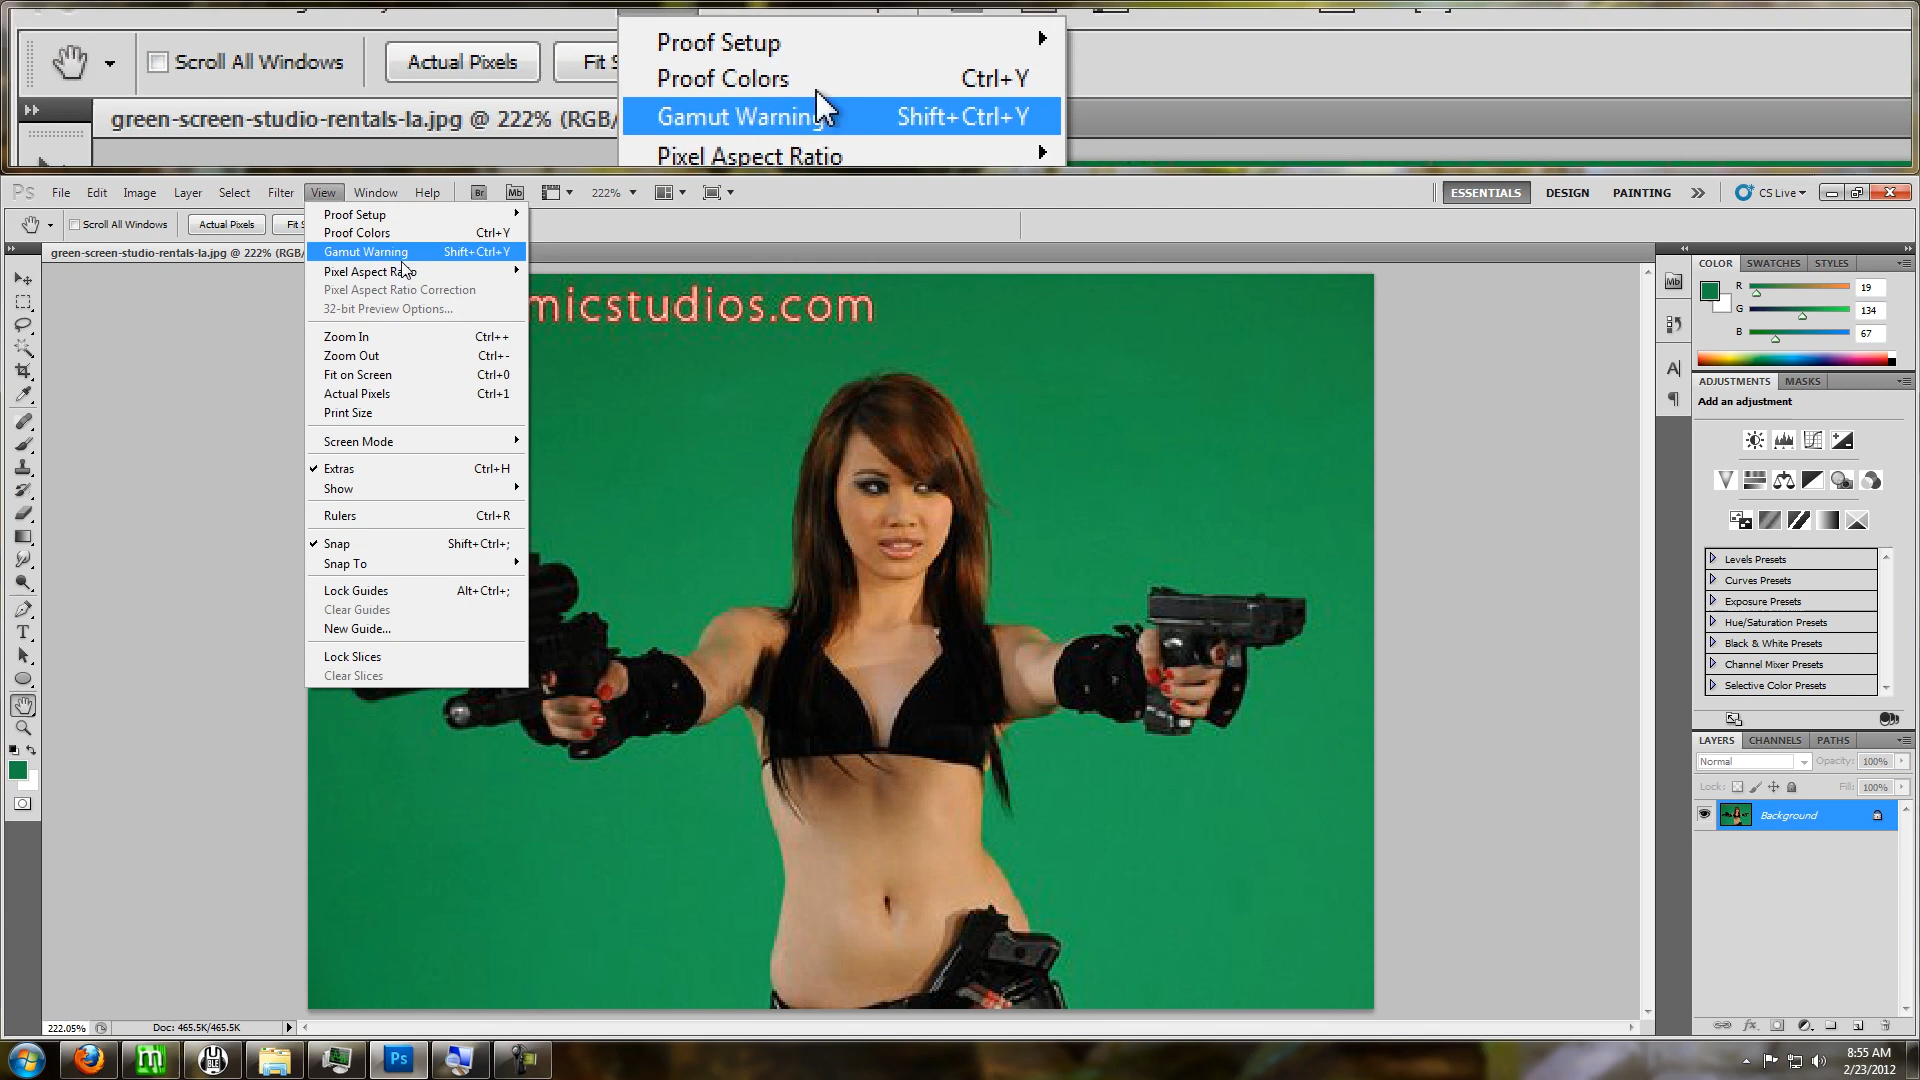 Scroll All Windows
Actual Pixels
Fit S
Proof Setup
Proof Colors Ctrl+Y
Gamut Warning Shift+Ctrl+Y
Pixel Aspect Ratio
green-screen-studio-rentals-la.jpg @ 222% (RGB/
Ps File Edit Image Layer Select Filter View Window Help Br Mb 222% ESSENTIALS DESIGN PAINTING CS Live
Scroll All Windows Actual Pixels Fit S
green-screen-studio-rentals-la.jpg @ 222% (RGB/
Proof Setup
Proof Colors Ctrl+Y
Gamut Warning Shift+Ctrl+Y
Pixel Aspect Ratio
Pixel Aspect Ratio Correction
32-bit Preview Options...
Zoom In Ctrl++
Zoom Out Ctrl+-
Fit on Screen Ctrl+0
Actual Pixels Ctrl+1
Print Size
Screen Mode
Extras Ctrl+H
Show
Rulers Ctrl+R
Snap Shift+Ctrl+;
Snap To
Lock Guides Alt+Ctrl+;
Clear Guides
New Guide...
Lock Slices
Clear Slices
micstudios.com
Mb
COLOR SWATCHES STYLES
R 19
G 134
B 67
ADJUSTMENTS MASKS
Add an adjustment
Levels Presets
Curves Presets
Exposure Presets
Hue/Saturation Presets
Black & White Presets
Channel Mixer Presets
Selective Color Presets
LAYERS CHANNELS PATHS
Normal Opacity: 100%
Lock: Fill: 100%
Background
222.05% Doc: 465.5K/465.5K
Ps
8:55 AM
2/23/2012